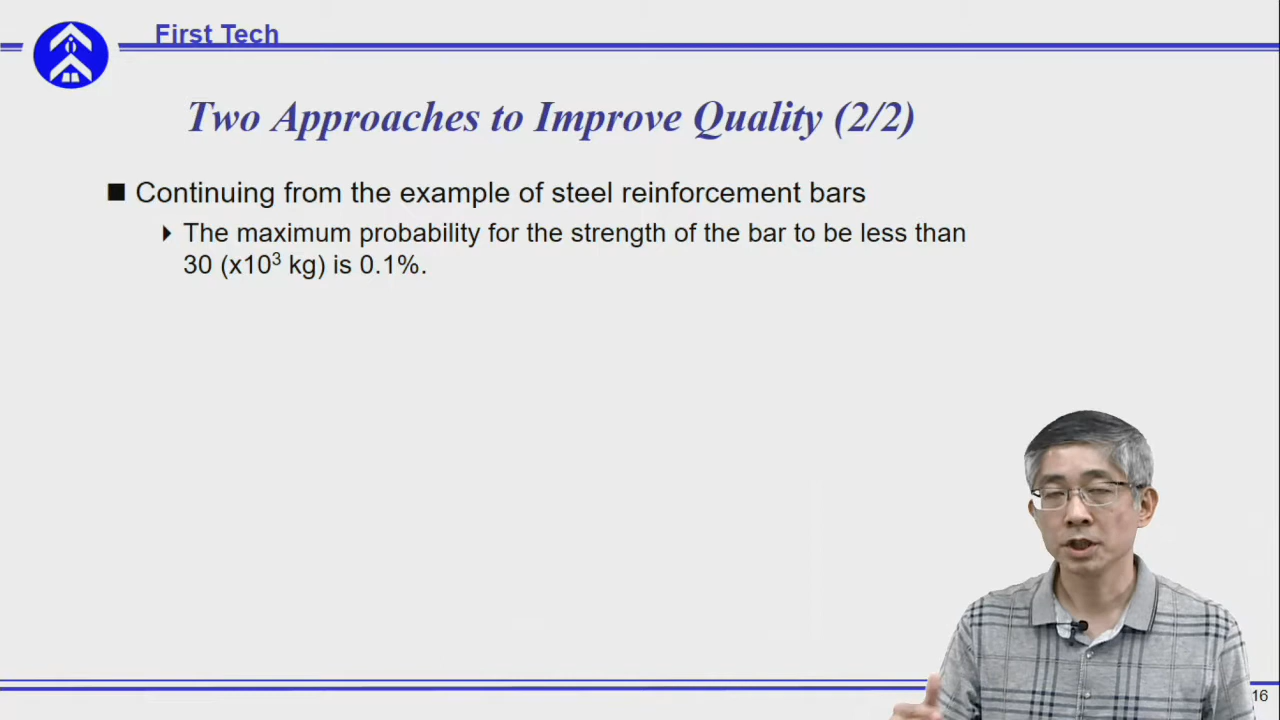 First Tech
Two Approaches to Improve Quality (2/2)
■ Continuing from the example of steel reinforcement bars
The maximum probability for the strength of the bar to be less than
30 (x10³ kg) is 0.1%.
16